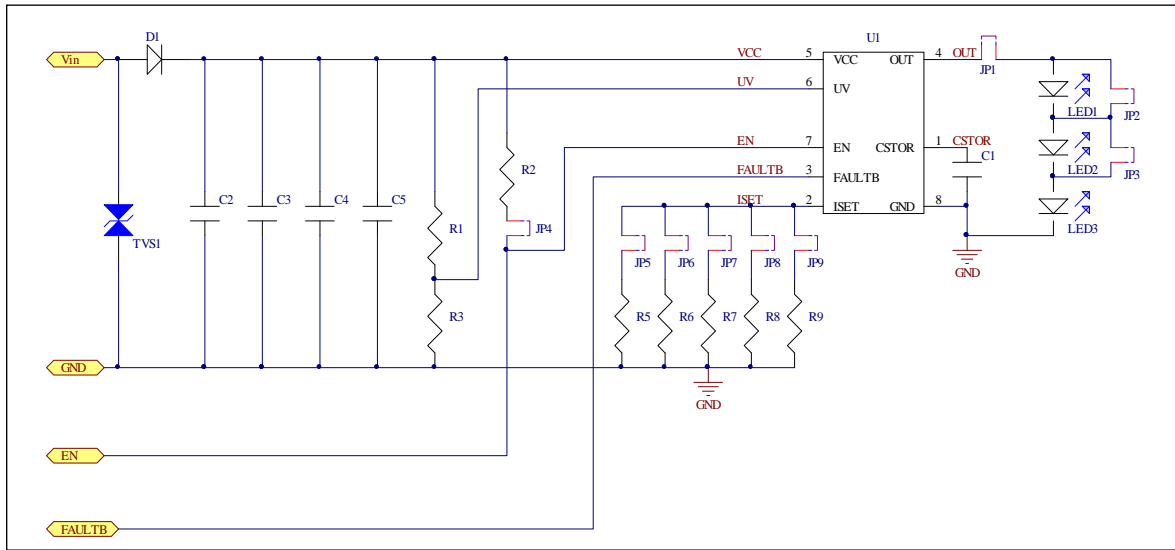 D1
U1
Vin
VCC
5
VCC
OUT
4
OUT
JP1
UV
6
UV
LED1
JP2
EN
7
EN
CSTOR
1
CSTOR
C1
R2
LED2
JP3
FAULTB
3
FAULTB
C2
C3
C4
C5
ISET
2
ISET
GND
8
TVS1
R1
JP4
LED3
JP5
JP6
JP7
JP8
JP9
GND
R3
R5
R6
R7
R8
R9
GND
GND
EN
FAULTB